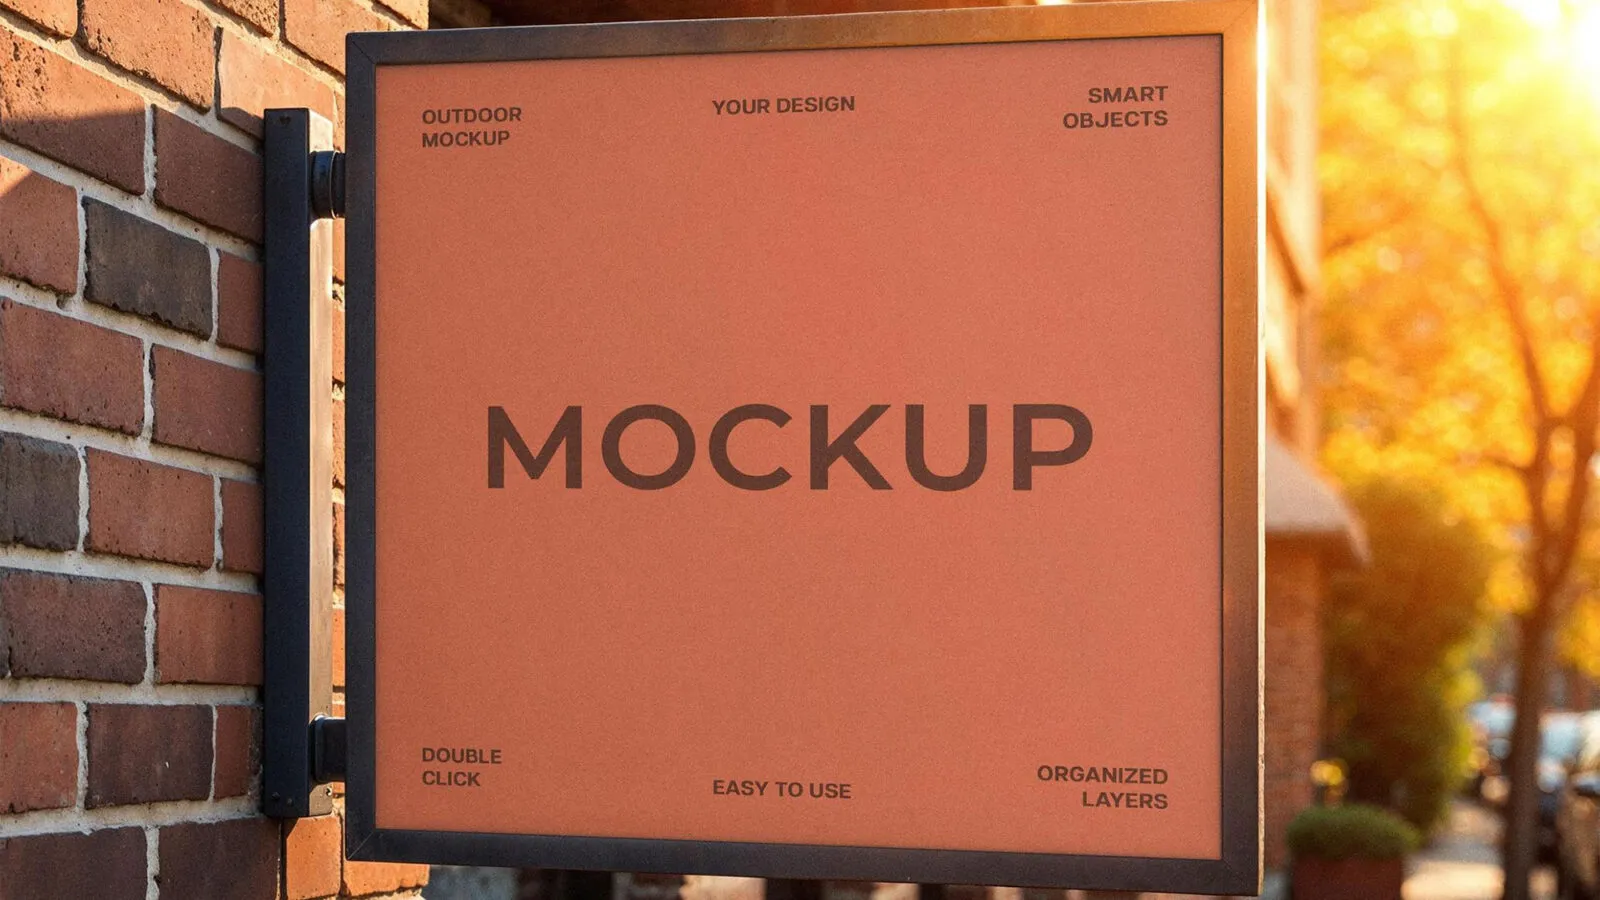 OUTDOOR
MOCKUP
YOUR DESIGN
SMART
OBJECTS
MOCKUP
DOUBLE
CLICK
EASY TO USE
ORGANIZED
LAYERS